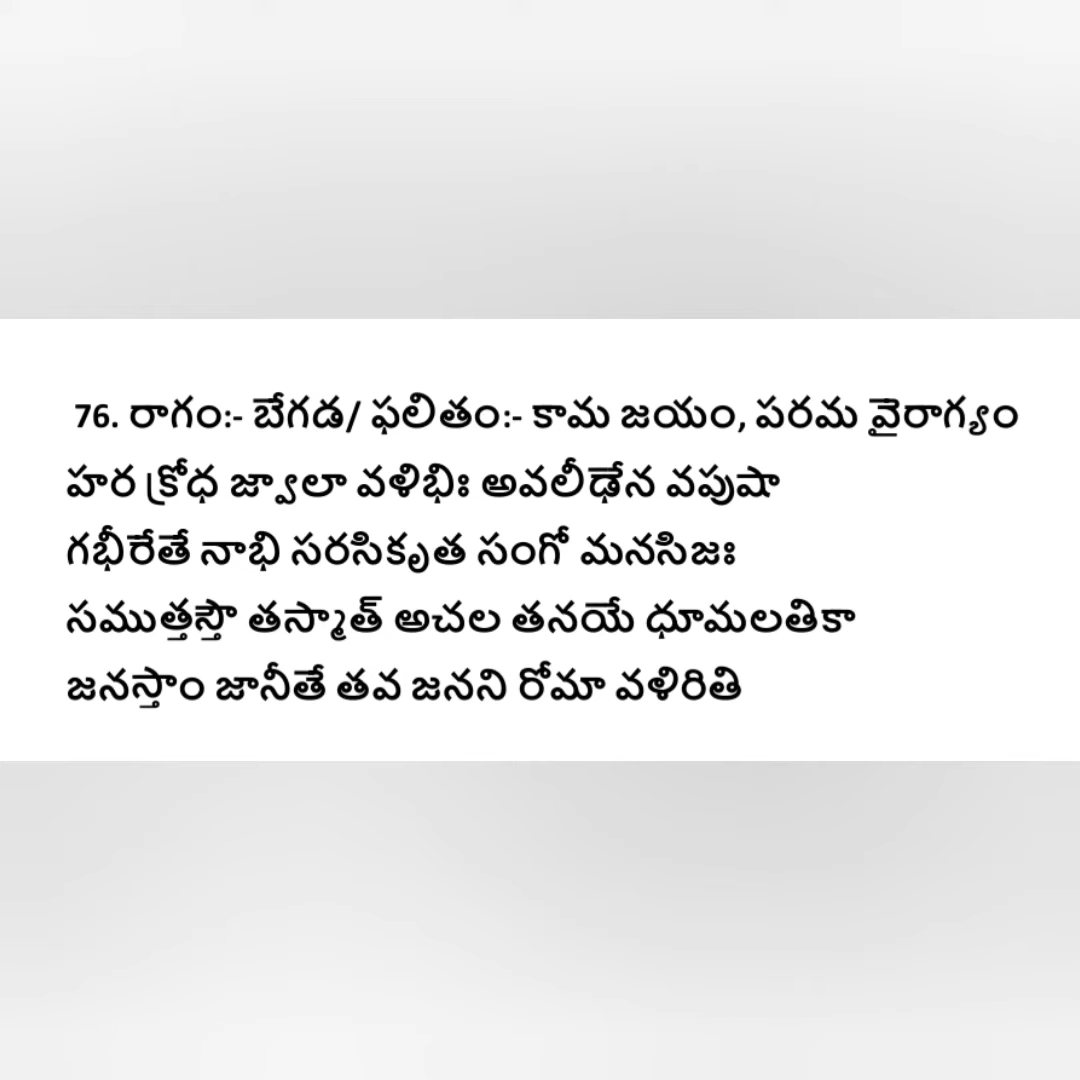 76. రాగం:- బేగడ/ ఫలితం:- కామ జయం, పరమ వైరాగ్యం
హర క్రోధ జ్వాలా వళిభిః అవలీఢేన వపుషా
గభీరేతే నాభి సరసికృత సంగో మనసిజః
సముత్తస్తౌ తస్మాత్ అచల తనయే ధూమలతికా
జనస్తాం జానీతే తవ జనని రోమా వళిరితి